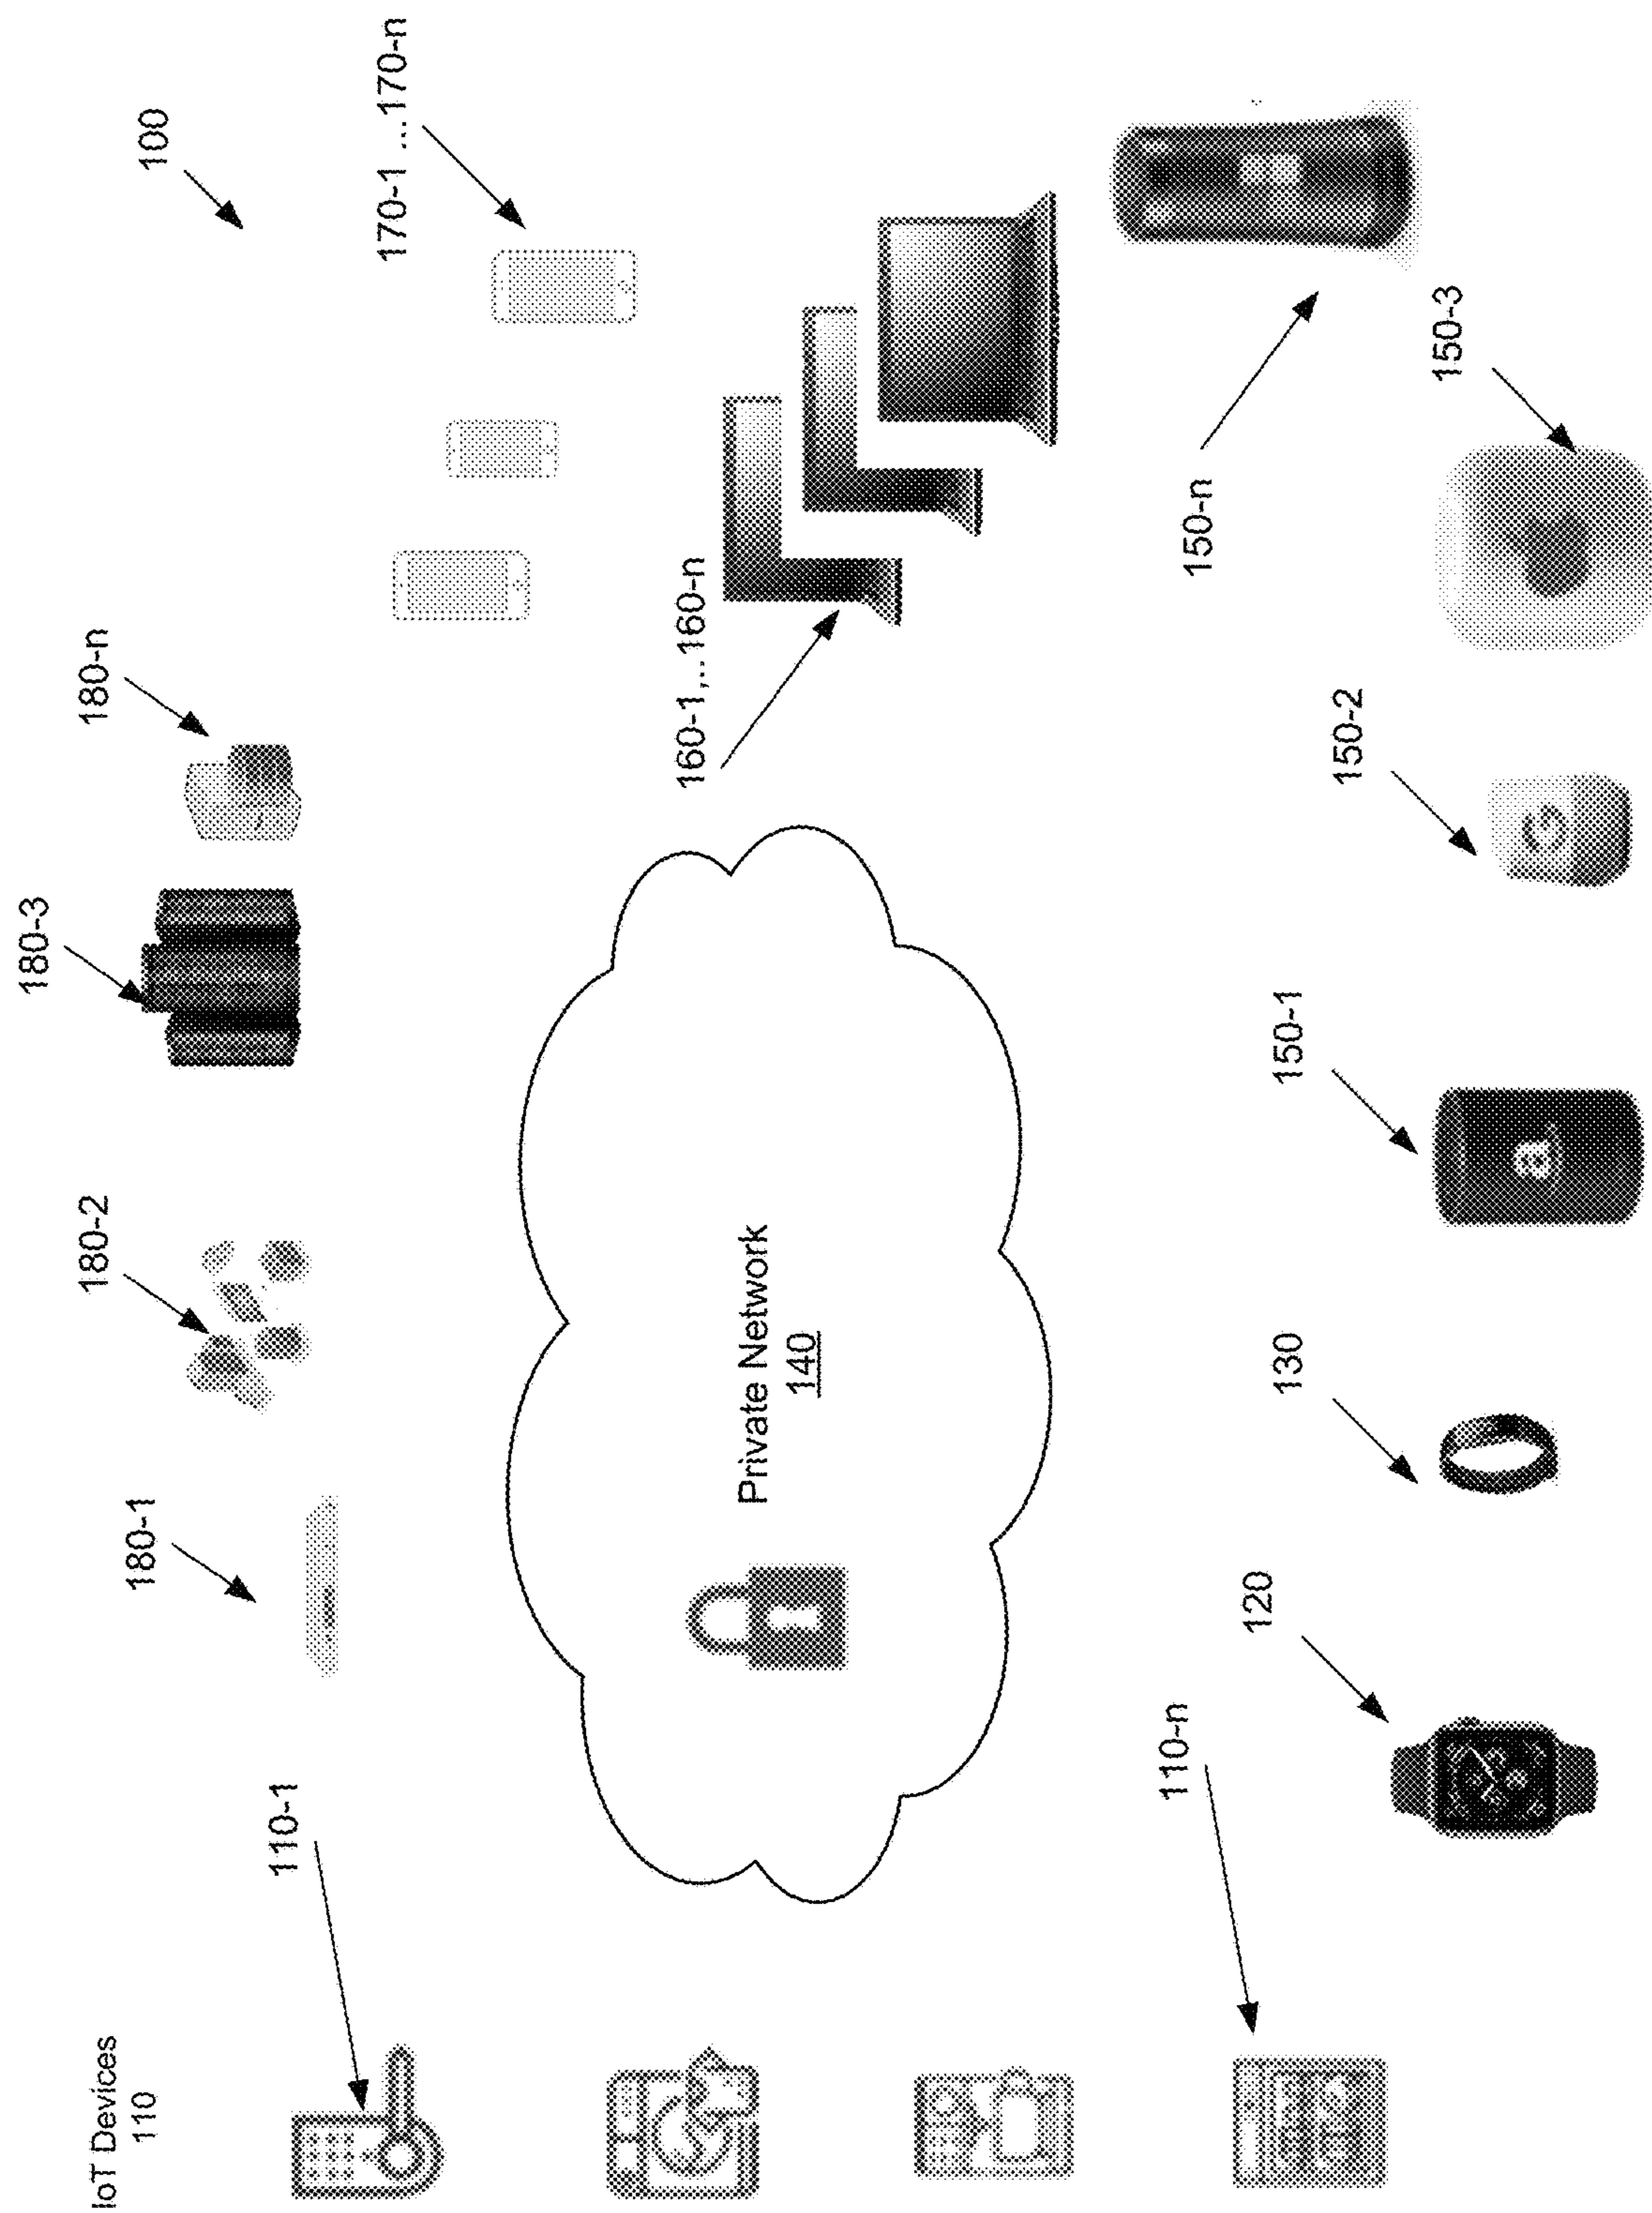 100
180-3
180-n
170-1 ...170-n
180-2
180-1
IoT Devices
110
110-1
160-1,..160-n
Private Network
140
150-n
150-3
150-2
150-1
130
120
110-n
a
G